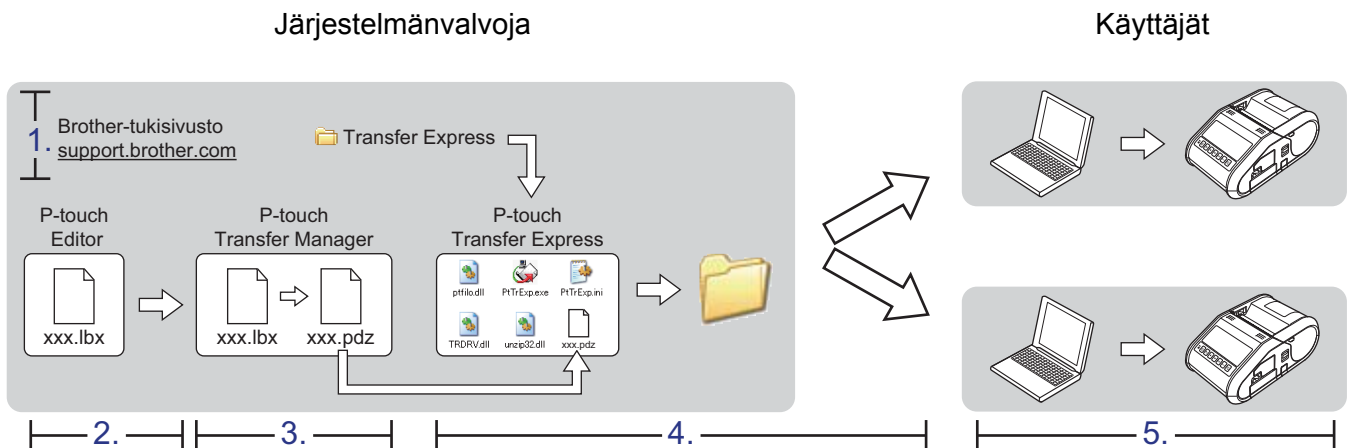 Järjestelmänvalvoja
Käyttäjät
1.
Brother-tukisivusto
support.brother.com
Transfer Express
P-touch
Editor
xxx.lbx
P-touch
Transfer Manager
xxx.lbx
xxx.pdz
P-touch
Transfer Express
ptfilo.dll
PtTrExp.exe
PtTrExp.ini
TRDRV.dll
unzip32.dll
xxx.pdz
2.
3.
4.
5.